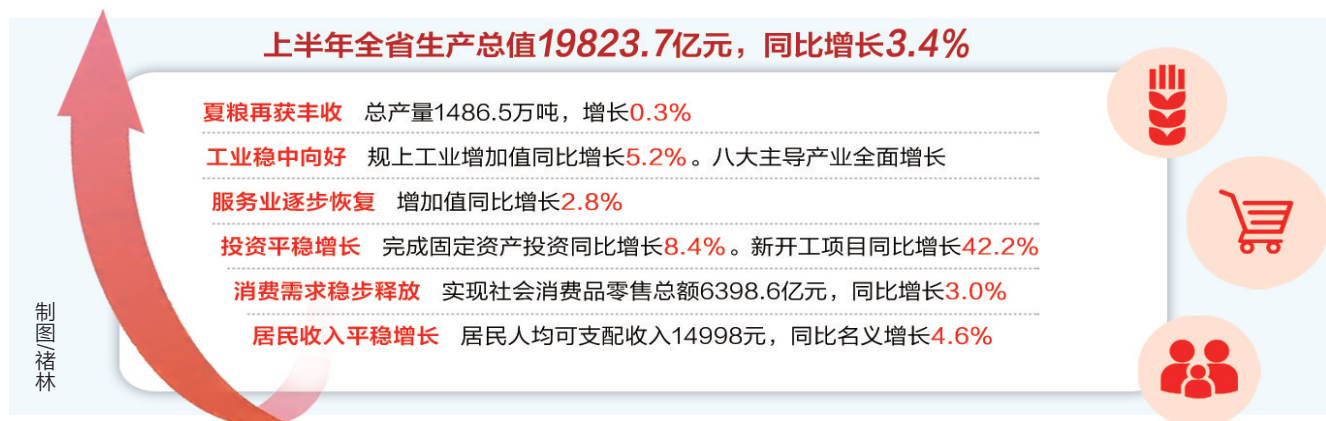 上半年全省生产总值19823.7亿元，同比增长3.4%
夏粮再获丰收 总产量1486.5万吨，增长0.3%
工业稳中向好 规上工业增加值同比增长5.2%。八大主导产业全面增长
服务业逐步恢复 增加值同比增长2.8%
投资平稳增长 完成固定资产投资同比增长8.4%。新开工项目同比增长42.2%
消费需求稳步释放 实现社会消费品零售总额6398.6亿元，同比增长3.0%
居民收入平稳增长 居民人均可支配收入14998元，同比名义增长4.6%
制图/褚林